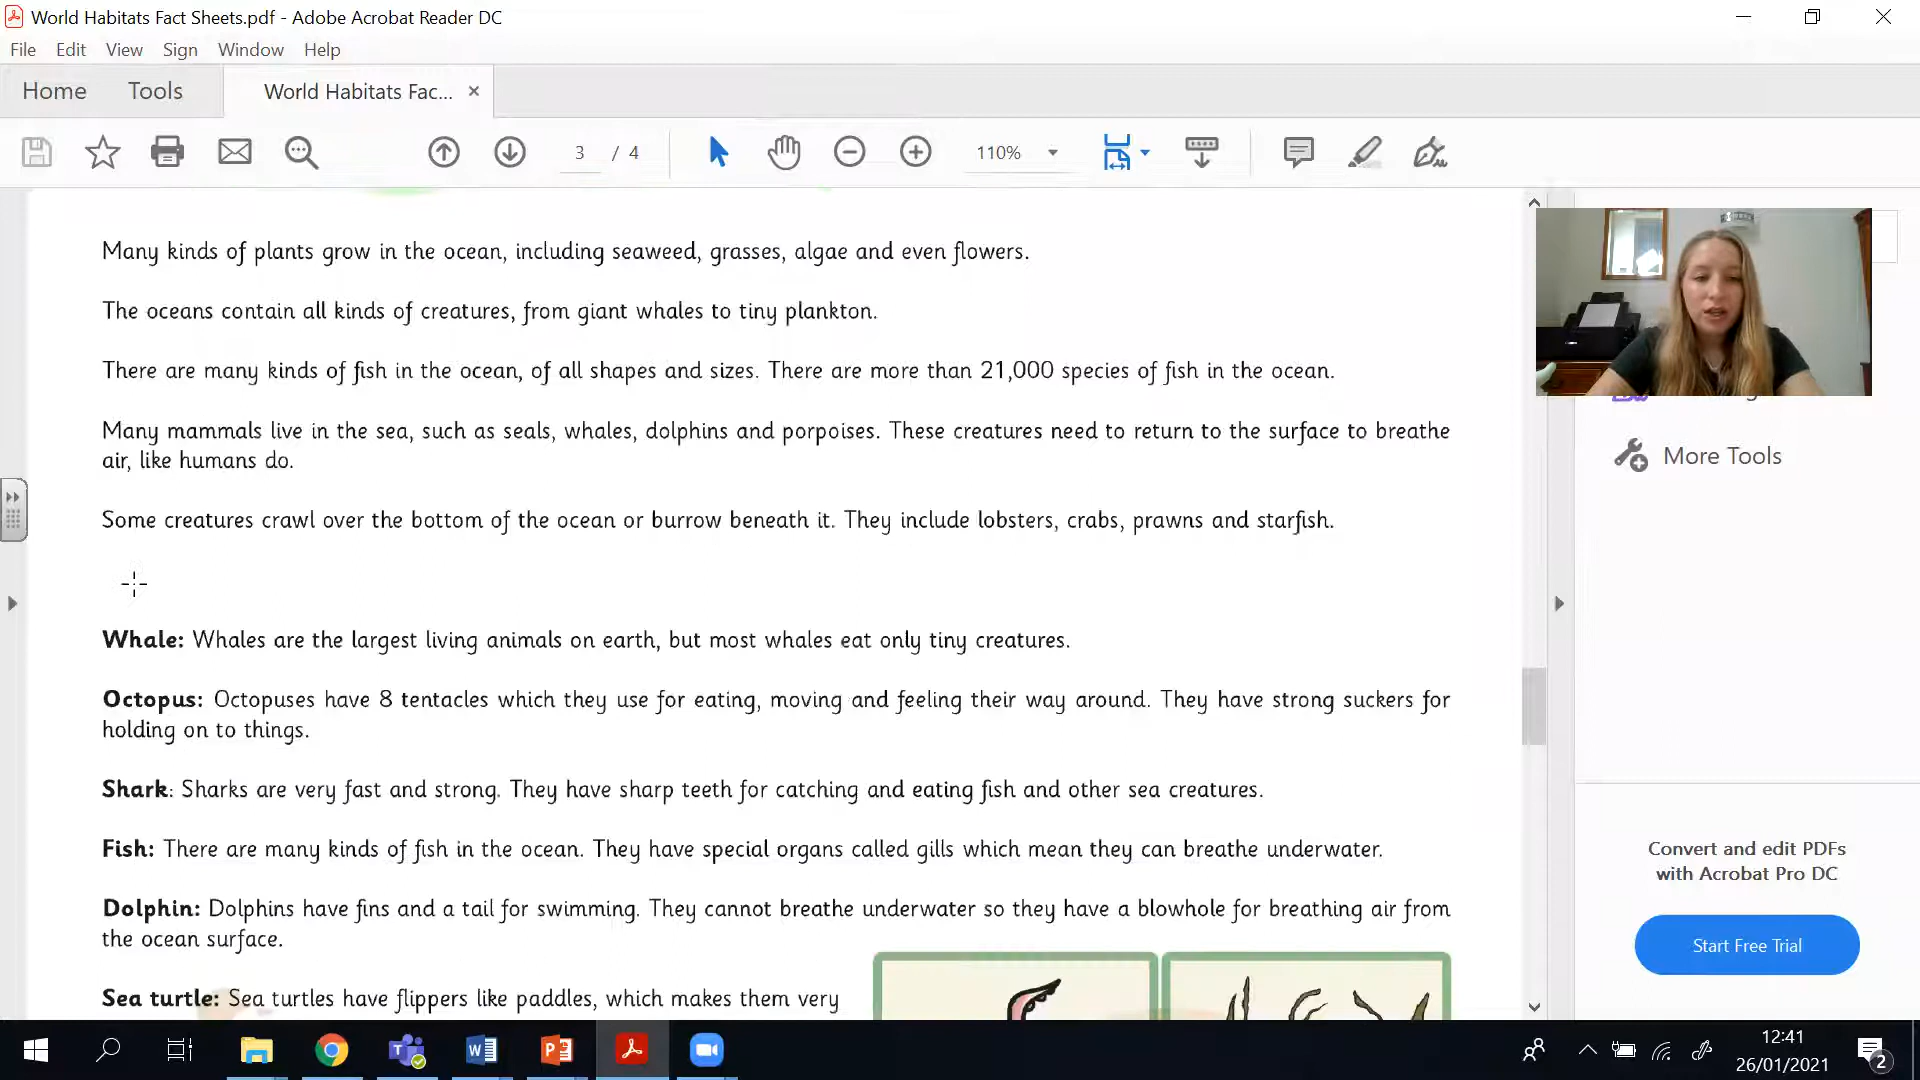 World Habitats Fact Sheets.pdf - Adobe Acrobat Reader DC
File Edit View Sign Window Help
Home Tools World Habitats Fac... ×
3 / 4 110%
Many kinds of plants grow in the ocean, including seaweed, grasses, algae and even flowers.
The oceans contain all kinds of creatures, from giant whales to tiny plankton.
There are many kinds of fish in the ocean, of all shapes and sizes. There are more than 21,000 species of fish in the ocean.
Many mammals live in the sea, such as seals, whales, dolphins and porpoises. These creatures need to return to the surface to breathe
air, like humans do.
Some creatures crawl over the bottom of the ocean or burrow beneath it. They include lobsters, crabs, prawns and starfish.
Whale: Whales are the largest living animals on earth, but most whales eat only tiny creatures.
Octopus: Octopuses have 8 tentacles which they use for eating, moving and feeling their way around. They have strong suckers for
holding on to things.
Shark: Sharks are very fast and strong. They have sharp teeth for catching and eating fish and other sea creatures.
Fish: There are many kinds of fish in the ocean. They have special organs called gills which mean they can breathe underwater.
Dolphin: Dolphins have fins and a tail for swimming. They cannot breathe underwater so they have a blowhole for breathing air from
the ocean surface.
Sea turtle: Sea turtles have flippers like paddles, which makes them very
More Tools
Convert and edit PDFs
with Acrobat Pro DC
Start Free Trial
12:41
26/01/2021
2